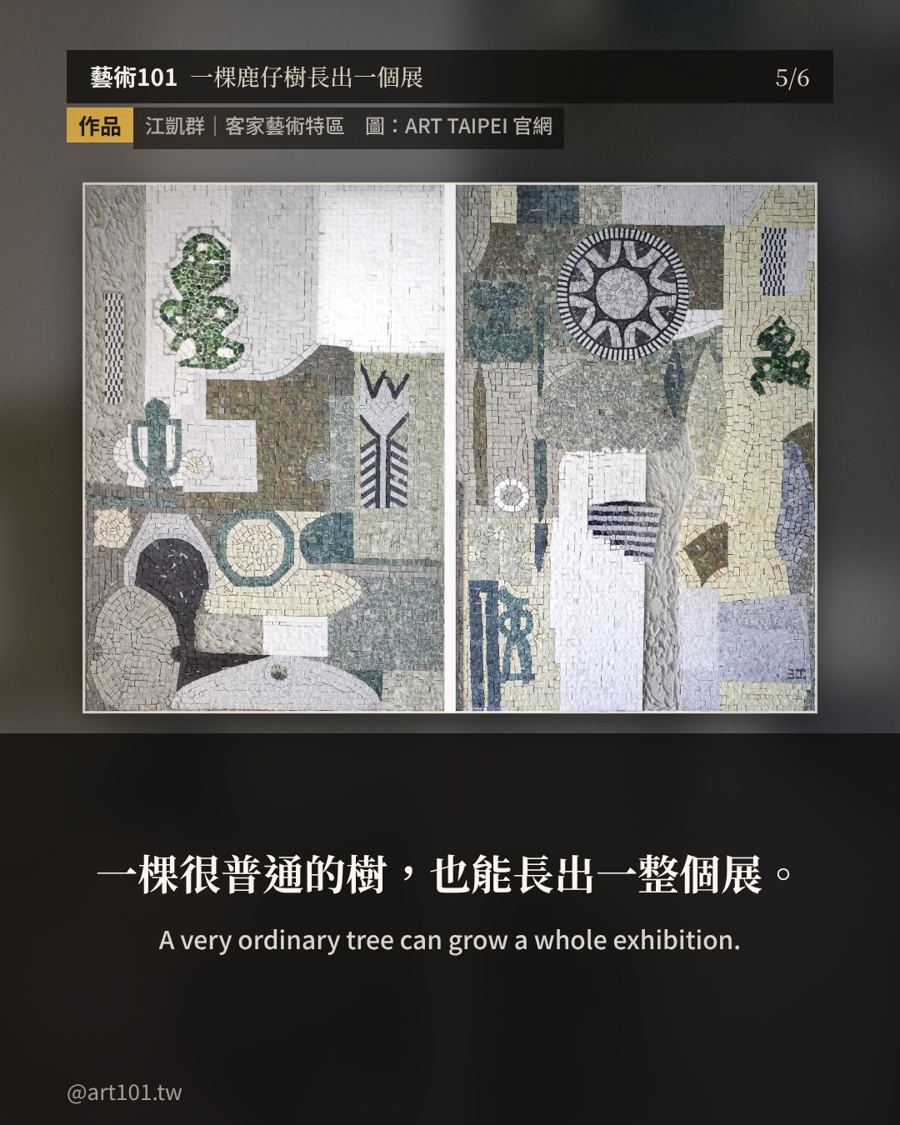 藝術101 一棵鹿仔樹長出一個展 5/6
作品 江凱群｜客家藝術特區 圖：ART TAIPEI 官網
一棵很普通的樹，也能長出一整個展。
A very ordinary tree can grow a whole exhibition.
@art101.tw